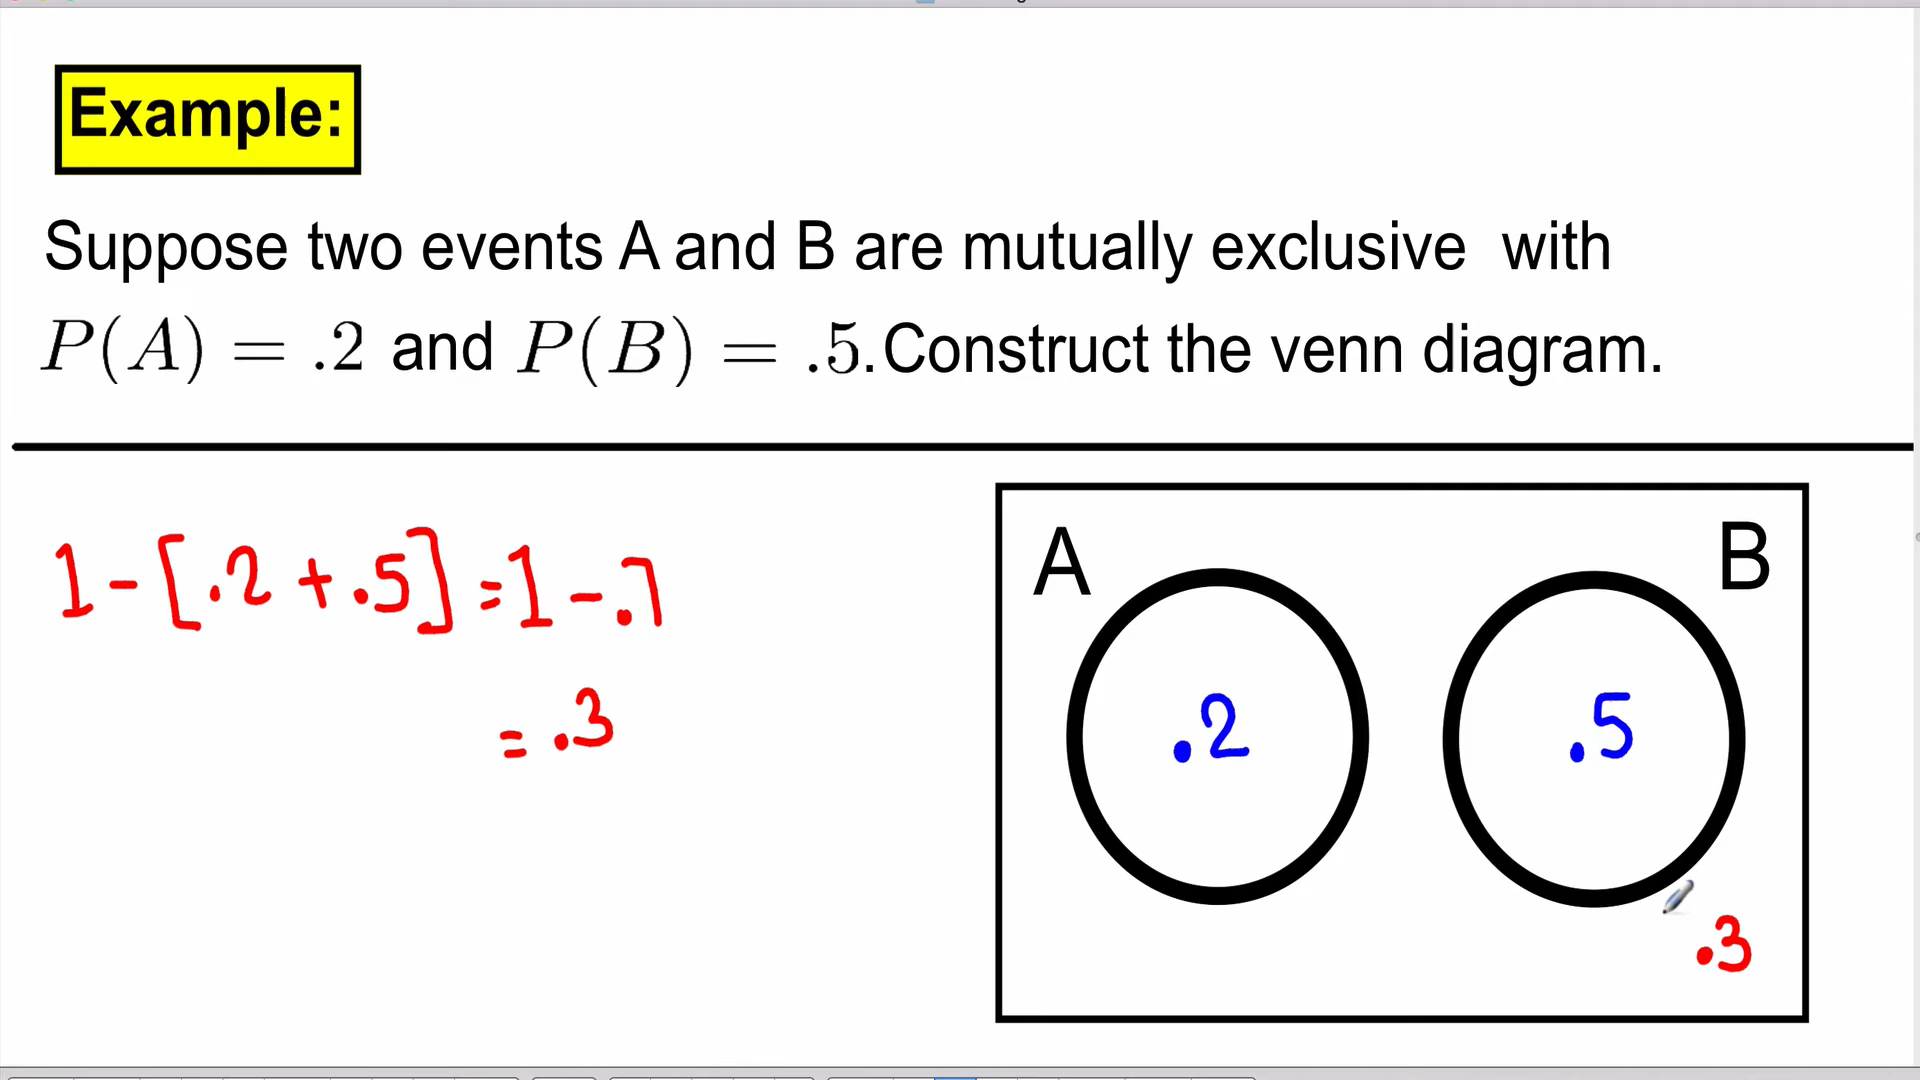 Example:
Suppose two events A and B are mutually exclusive with
P(A) = .2 and P(B) = .5. Construct the venn diagram.
1 - [.2 + .5] = 1 - .7
= .3
A
B
.2
.5
.3